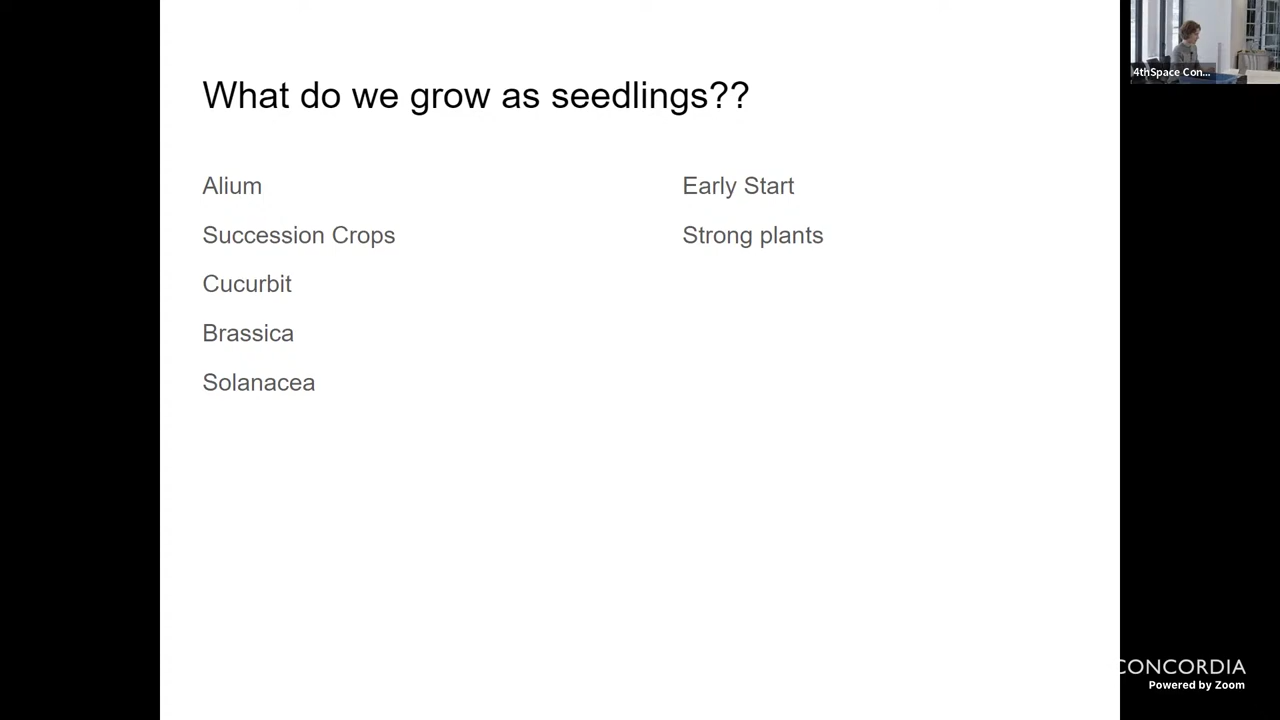 What do we grow as seedlings??
Alium
Succession Crops
Cucurbit
Brassica
Solanacea
Early Start
Strong plants
4thSpace Con...
CONCORDIA
Powered by Zoom